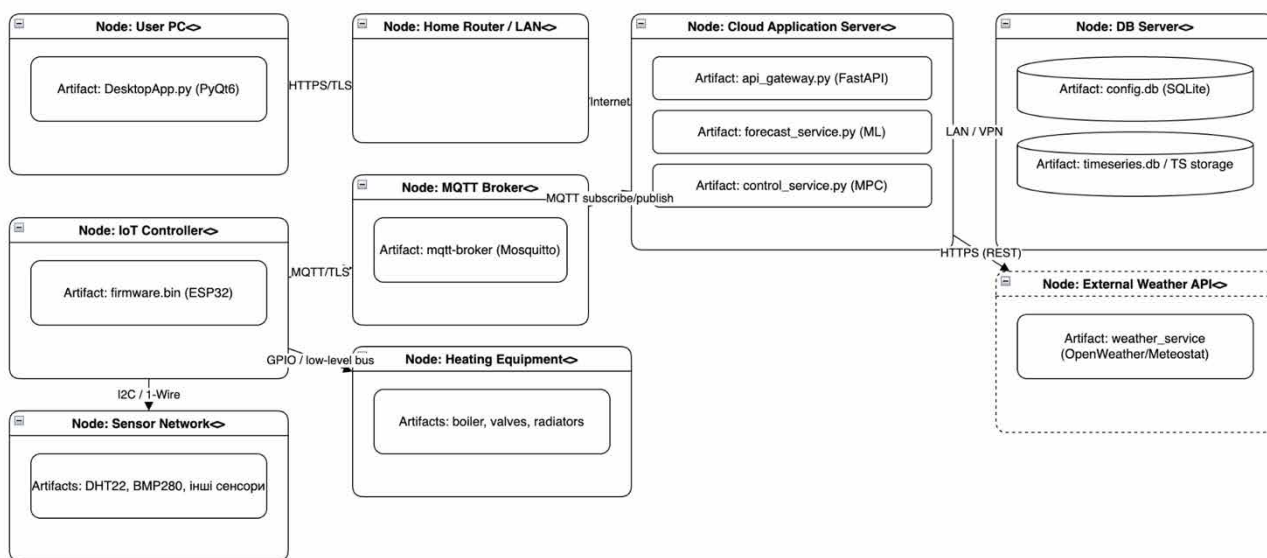 Node: User PC<>
Artifact: DesktopApp.py (PyQt6)
HTTPS/TLS
Node: Home Router / LAN<>
/Internet
Node: Cloud Application Server<>
Artifact: api_gateway.py (FastAPI)
Artifact: forecast_service.py (ML)
Artifact: control_service.py (MPC)
LAN / VPN
Node: DB Server<>
Artifact: config.db (SQLite)
Artifact: timeseries.db / TS storage
Node: IoT Controller<>
Artifact: firmware.bin (ESP32)
MQTT/TLS
Node: MQTT Broker<>
Artifact: mqtt-broker (Mosquitto)
MQTT subscribe/publish
HTTPS (REST)
Node: External Weather API<>
Artifact: weather_service
(OpenWeather/Meteostat)
GPIO / low-level bus
Node: Heating Equipment<>
Artifacts: boiler, valves, radiators
I2C / 1-Wire
Node: Sensor Network<>
Artifacts: DHT22, BMP280, інші сенсори